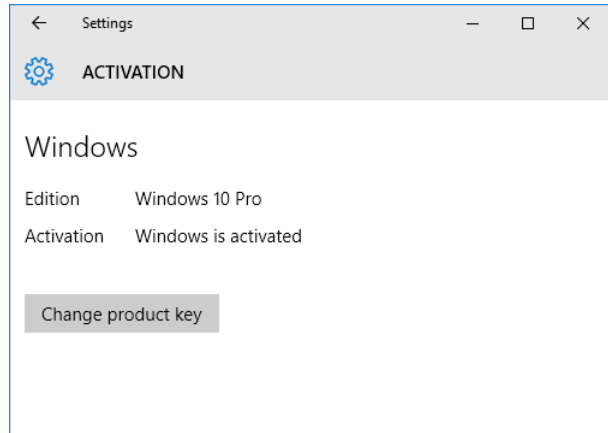 Settings
ACTIVATION
Windows
Edition Windows 10 Pro
Activation Windows is activated
Change product key